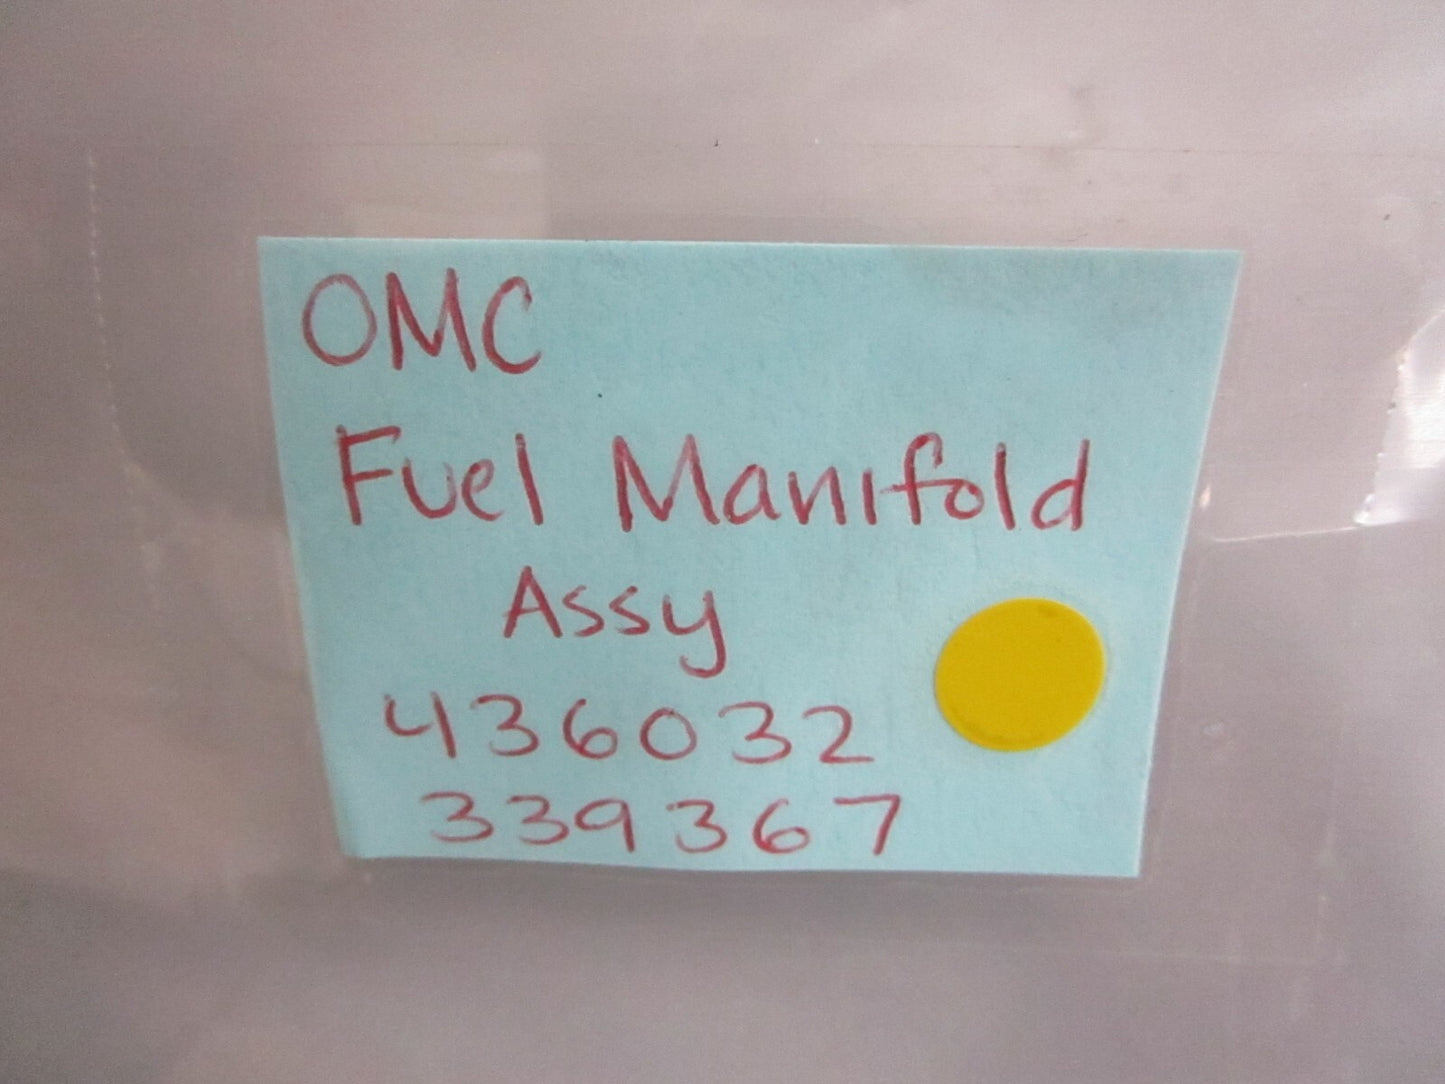 OMC
Fuel Manifold
Assy
436032
339367